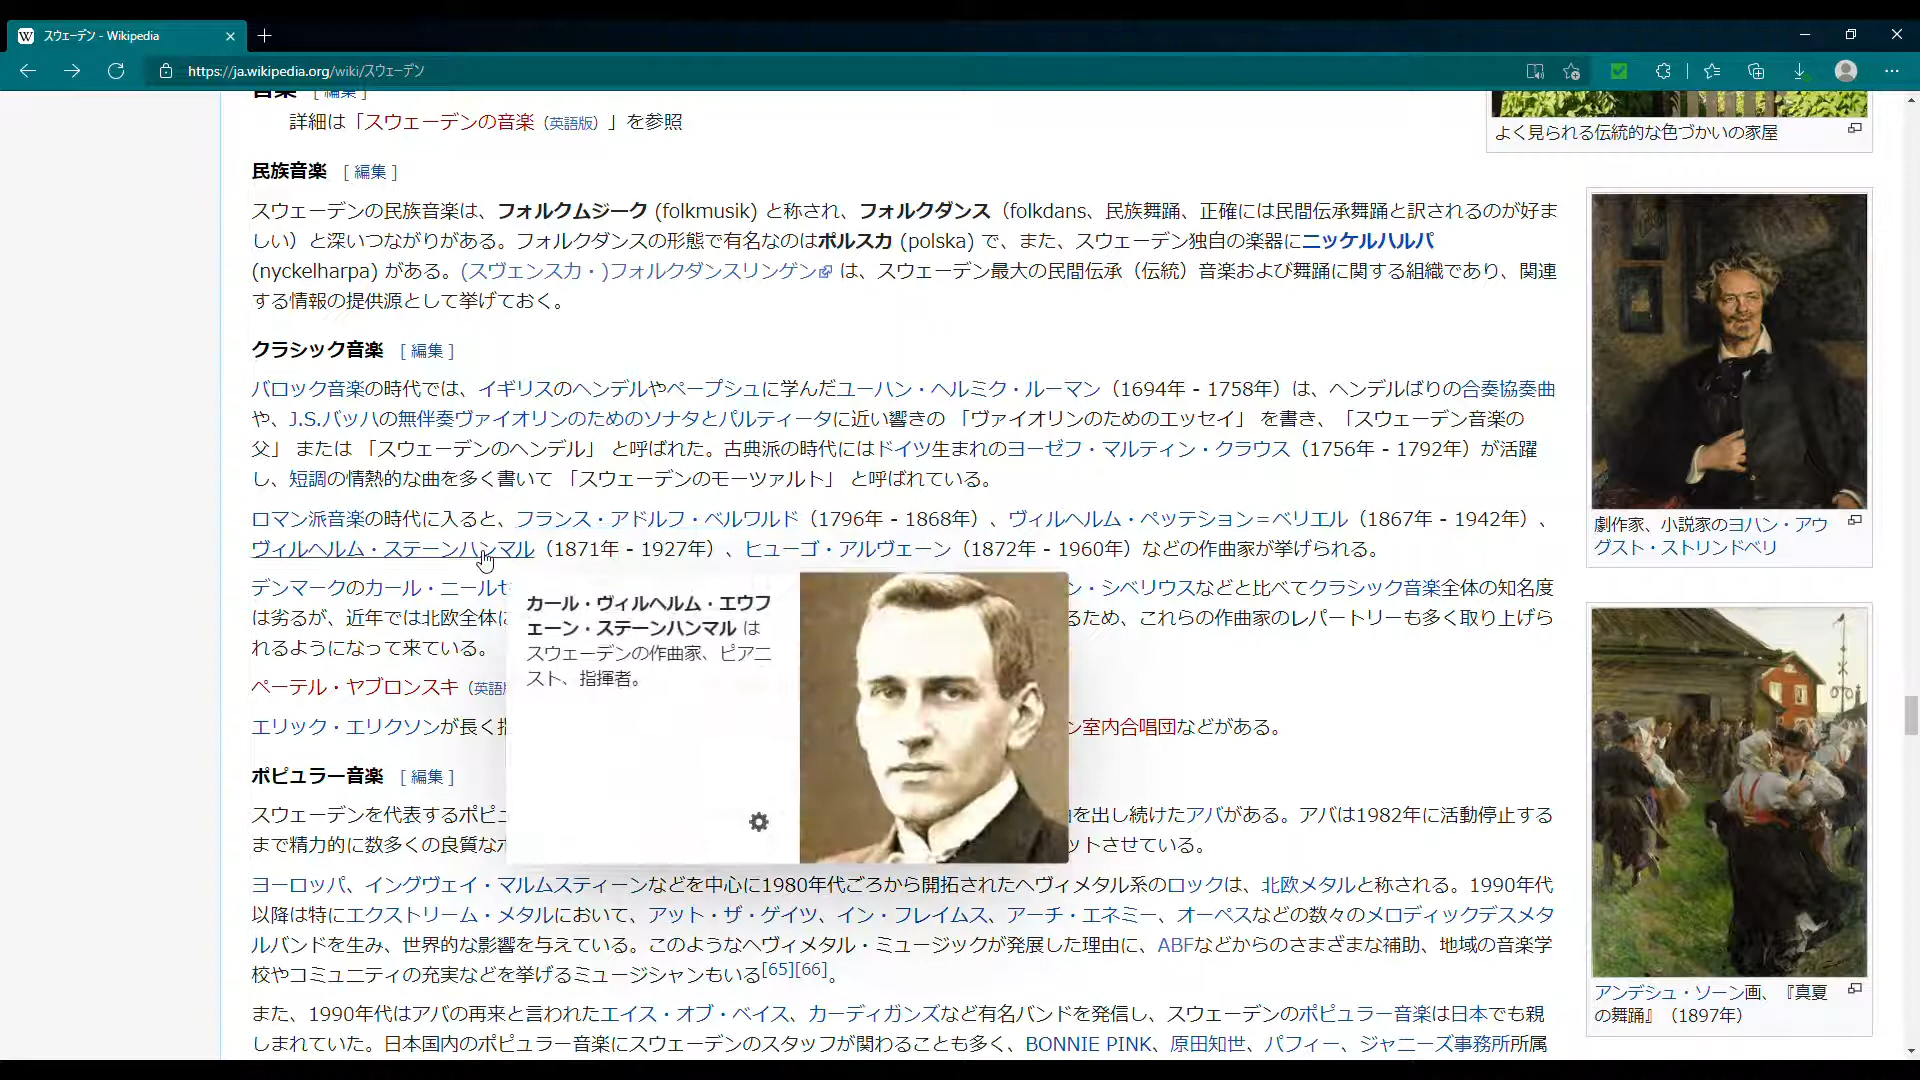 スウェーデン - Wikipedia
https://ja.wikipedia.org/wiki/スウェーデン
音楽 [ 編集 ]
詳細は「スウェーデンの音楽（英語版）」を参照
民族音楽 [ 編集 ]
スウェーデンの民族音楽は、フォルクムジーク (folkmusik) と称され、フォルクダンス（folkdans、民族舞踊、正確には民間伝承舞踊と訳されるのが好ま
しい）と深いつながりがある。フォルクダンスの形態で有名なのはポルスカ (polska) で、また、スウェーデン独自の楽器にニッケルハルパ
(nyckelharpa) がある。(スヴェンスカ・)フォルクダンスリンゲン は、スウェーデン最大の民間伝承（伝統）音楽および舞踊に関する組織であり、関連
する情報の提供源として挙げておく。
クラシック音楽 [ 編集 ]
バロック音楽の時代では、イギリスのヘンデルやペープシュに学んだユーハン・ヘルミク・ルーマン（1694年 - 1758年）は、ヘンデルばりの合奏協奏曲
や、J.S.バッハの無伴奏ヴァイオリンのためのソナタとパルティータに近い響きの 「ヴァイオリンのためのエッセイ」 を書き、「スウェーデン音楽の
父」 または 「スウェーデンのヘンデル」 と呼ばれた。古典派の時代にはドイツ生まれのヨーゼフ・マルティン・クラウス（1756年 - 1792年）が活躍
し、短調の情熱的な曲を多く書いて 「スウェーデンのモーツァルト」 と呼ばれている。
ロマン派音楽の時代に入ると、フランス・アドルフ・ベルワルド（1796年 - 1868年）、ヴィルヘルム・ペッテション＝ベリエル（1867年 - 1942年）、
ヴィルヘルム・ステーンハンマル（1871年 - 1927年）、ヒューゴ・アルヴェーン（1872年 - 1960年）などの作曲家が挙げられる。
デンマークのカール・ニールセ ン・シベリウスなどと比べてクラシック音楽全体の知名度
は劣るが、近年では北欧全体に るため、これらの作曲家のレパートリーも多く取り上げら
れるようになって来ている。
ペーテル・ヤブロンスキ（英語版
エリック・エリクソンが長く指 ン室内合唱団などがある。
カール・ヴィルヘルム・エウフ
ェーン・ステーンハンマル は
スウェーデンの作曲家、ピアニ
スト、指揮者。
ポピュラー音楽 [ 編集 ]
スウェーデンを代表するポピュ を出し続けたアバがある。アバは1982年に活動停止する
まで精力的に数多くの良質なポ ットさせている。
ヨーロッパ、イングヴェイ・マルムスティーンなどを中心に1980年代ごろから開拓されたヘヴィメタル系のロックは、北欧メタルと称される。1990年代
以降は特にエクストリーム・メタルにおいて、アット・ザ・ゲイツ、イン・フレイムス、アーチ・エネミー、オーペスなどの数々のメロディックデスメタ
ルバンドを生み、世界的な影響を与えている。このようなヘヴィメタル・ミュージックが発展した理由に、ABFなどからのさまざまな補助、地域の音楽学
校やコミュニティの充実などを挙げるミュージシャンもいる[65][66]。
また、1990年代はアバの再来と言われたエイス・オブ・ベイス、カーディガンズなど有名バンドを発信し、スウェーデンのポピュラー音楽は日本でも親
しまれていた。日本国内のポピュラー音楽にスウェーデンのスタッフが関わることも多く、BONNIE PINK、原田知世、パフィー、ジャニーズ事務所所属
よく見られる伝統的な色づかいの家屋
劇作家、小説家のヨハン・アウ
グスト・ストリンドベリ
アンデシュ・ソーン画、『真夏
の舞踊』（1897年）